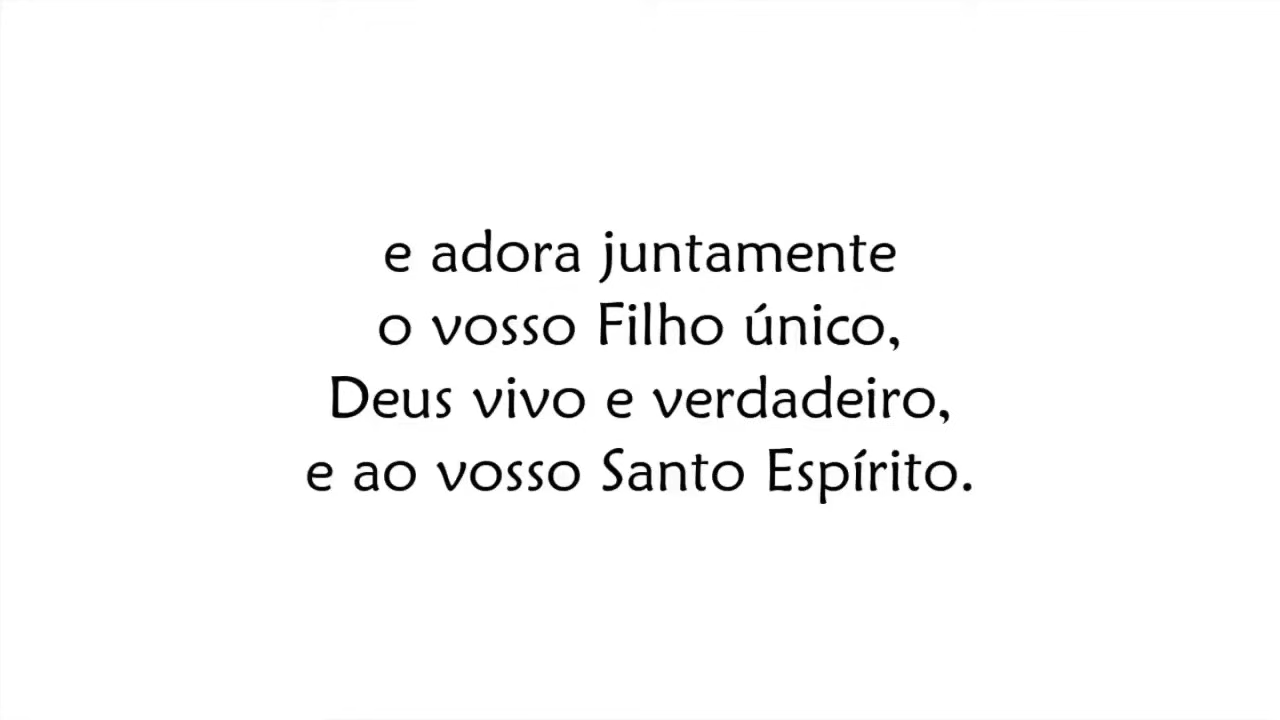 e adora juntamente
o vosso Filho único,
Deus vivo e verdadeiro,
e ao vosso Santo Espírito.